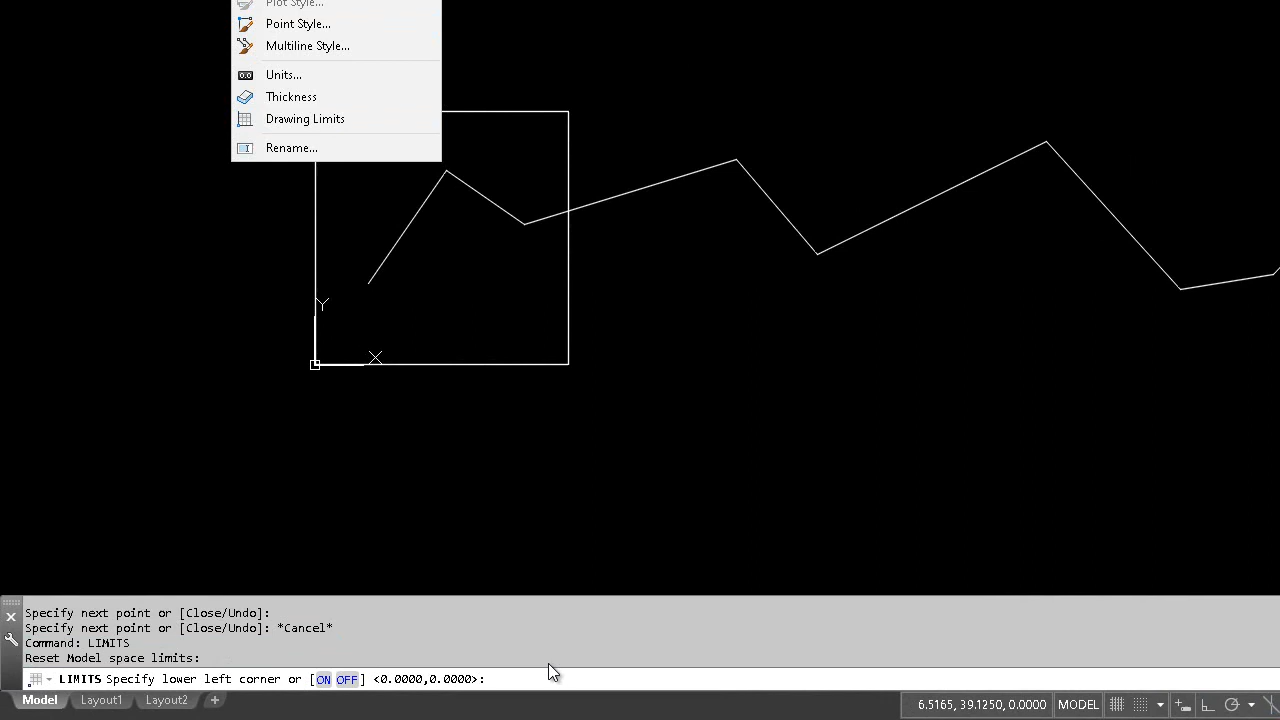 Plot Style...
Point Style...
Multiline Style...
0.0 Units...
Thickness
Drawing Limits
Rename...
Y
X
Specify next point or [Close/Undo]:
Specify next point or [Close/Undo]: *Cancel*
Command: LIMITS
Reset Model space limits:
LIMITS Specify lower left corner or [ON OFF] <0.0000,0.0000>:
Model Layout1 Layout2 +
6.5165, 39.1250, 0.0000 MODEL